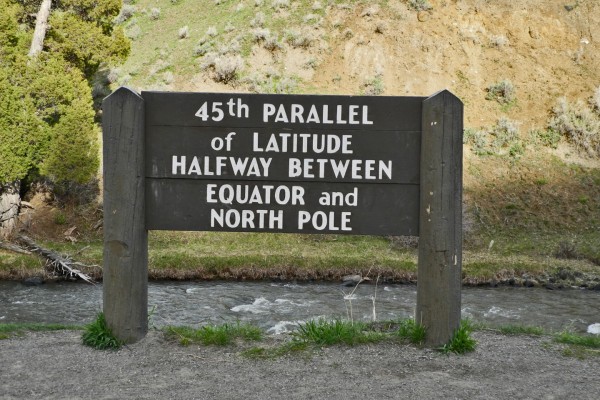 45th PARALLEL
of LATITUDE
HALFWAY BETWEEN
EQUATOR and
NORTH POLE